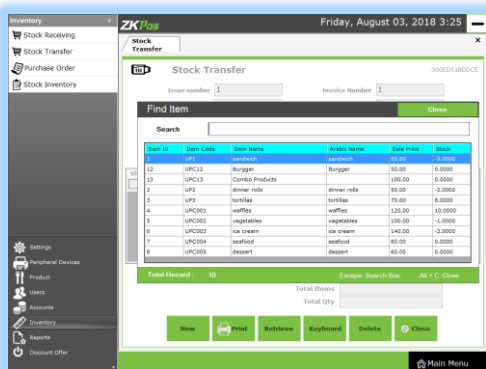 Inventory
Stock Receiving
Stock Transfer
Purchase Order
Stock Inventory
Settings
Peripheral Devices
Product
Users
Accounts
Inventory
Reports
Discount Offer
ZKPos
Friday, August 03, 2018 3:25
Stock Transfer
x
Stock Transfer
Issue number 1
Invoice Number 1
Find Item
Close
Search
Item Id Item Code Item Name Arabic Name Sale Price Stock
1 UP1 sandwich sandwich 50.00 -9.0000
12 UPC12 Burgger Burgger 50.00 0.0000
13 UPC13 Combo Products 100.00 0.0000
2 UP2 dinner rolls dinner rolls 50.00 -2.0000
3 UP3 tortillas tortillas 70.00 8.0000
4 UPC001 waffles waffles 120.00 10.0000
5 UPC002 vegetables vegetables 100.00 -1.0000
6 UPC003 ice cream ice cream 140.00 -2.0000
7 UPC004 seafood seafood 80.00 0.0000
8 UPC005 dessert dessert 60.00 0.0000
Total Record : 10
Escape: Search Box,
Alt + C: Close
Total Items
Total Qty
New
Print
Retrieve
Keyboard
Delete
Close
Main Menu